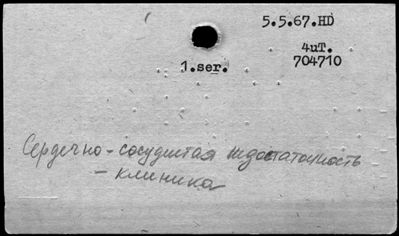 5.5.67.HD
4uT.
1.ser. 704710
Сердечно-сосудистая недостаточность
- клиника